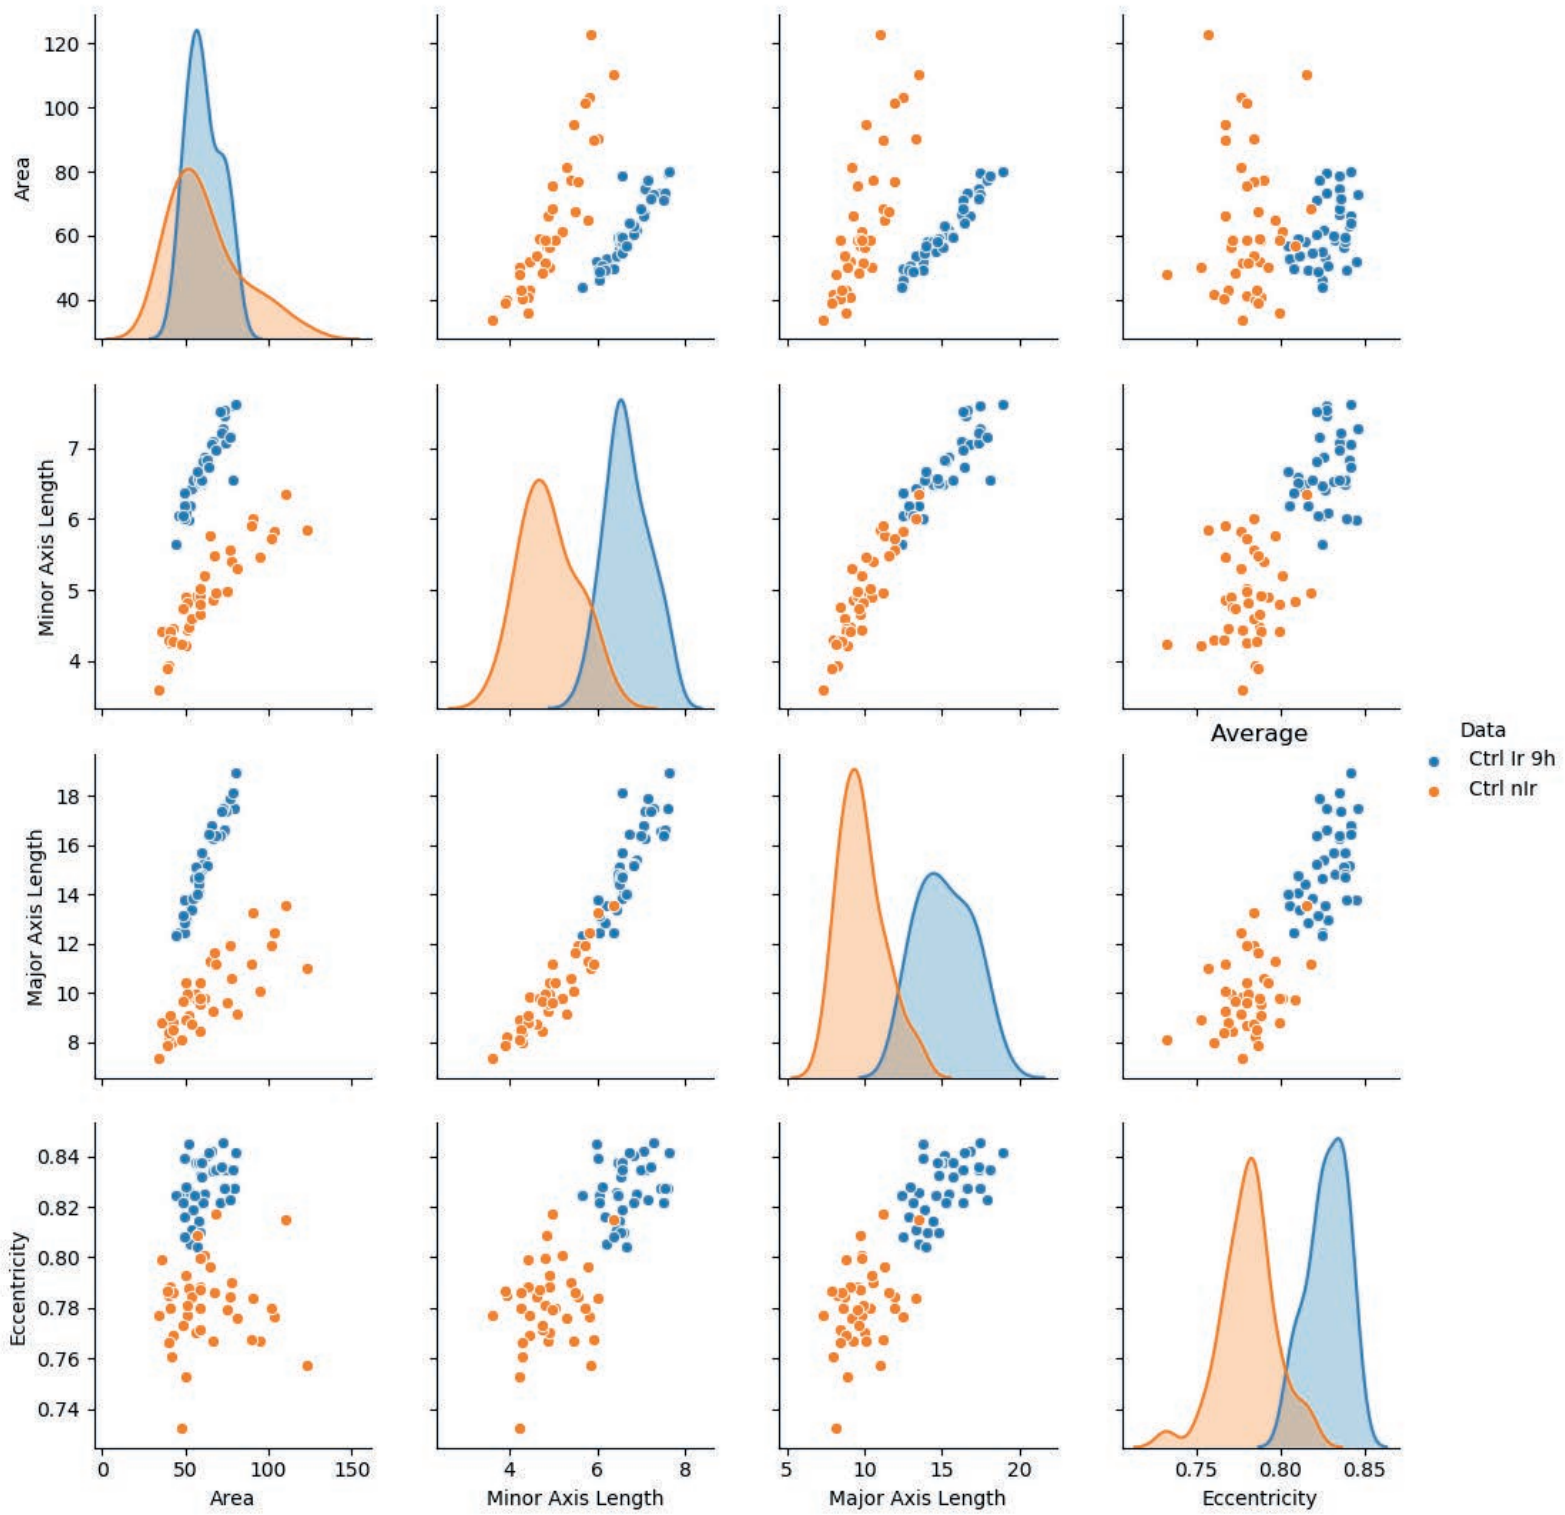 120
100
80
60
40
Area
7
6
5
4
Minor Axis Length
Average
Data
Ctrl Ir 9h
Ctrl nIr
18
16
14
12
10
8
Major Axis Length
0.84
0.82
0.80
0.78
0.76
0.74
Eccentricity
0 50 100 150
4 6 8
5 10 15 20
0.75 0.80 0.85
Area
Minor Axis Length
Major Axis Length
Eccentricity